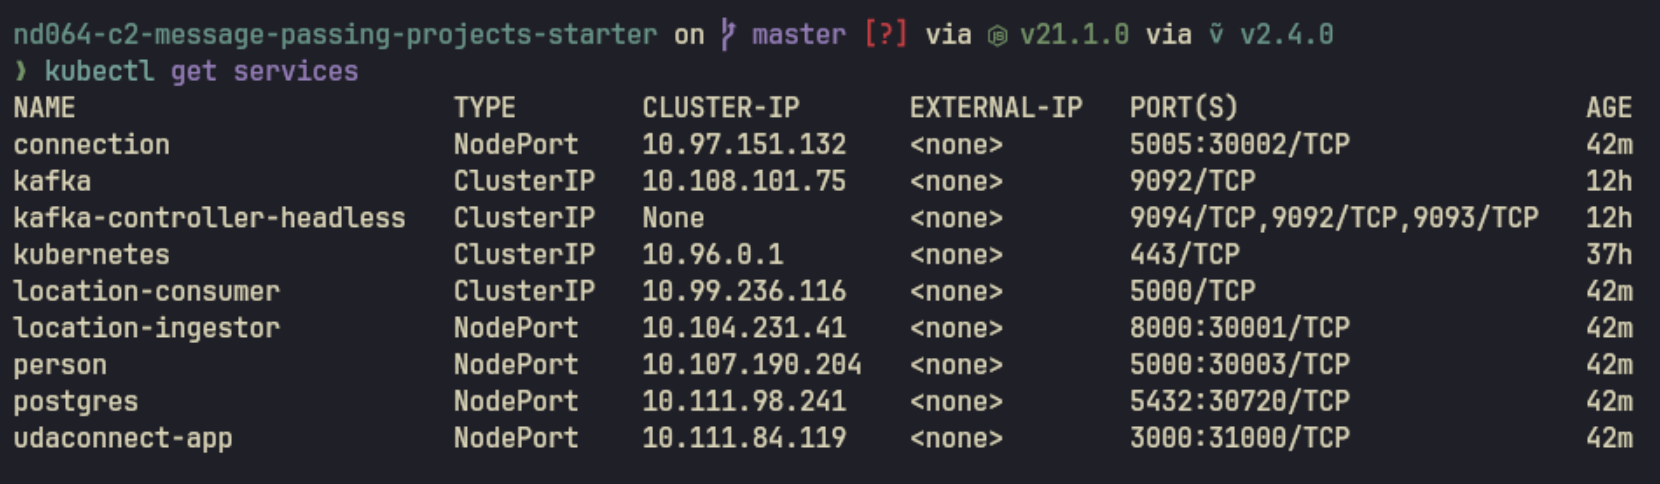 nd064-c2-message-passing-projects-starter on master [?] via v21.1.0 via ṽ v2.4.0
❯ kubectl get services
NAME TYPE CLUSTER-IP EXTERNAL-IP PORT(S) AGE
connection NodePort 10.97.151.132 <none> 5005:30002/TCP 42m
kafka ClusterIP 10.108.101.75 <none> 9092/TCP 12h
kafka-controller-headless ClusterIP None <none> 9094/TCP,9092/TCP,9093/TCP 12h
kubernetes ClusterIP 10.96.0.1 <none> 443/TCP 37h
location-consumer ClusterIP 10.99.236.116 <none> 5000/TCP 42m
location-ingestor NodePort 10.104.231.41 <none> 8000:30001/TCP 42m
person NodePort 10.107.190.204 <none> 5000:30003/TCP 42m
postgres NodePort 10.111.98.241 <none> 5432:30720/TCP 42m
udaconnect-app NodePort 10.111.84.119 <none> 3000:31000/TCP 42m